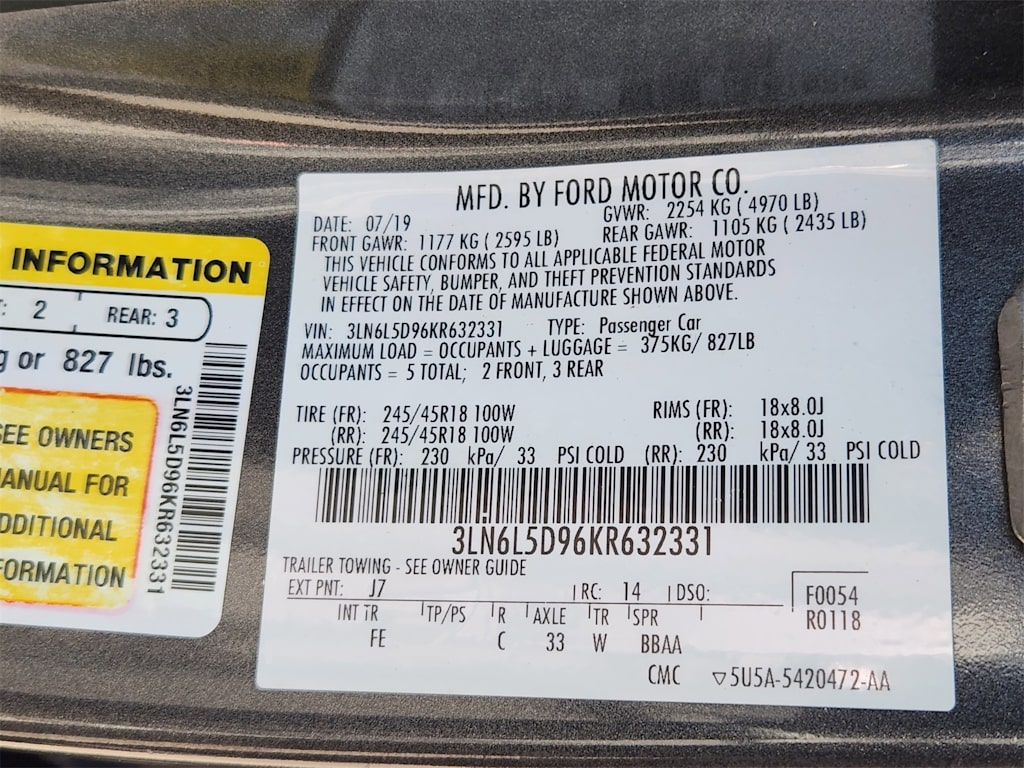 INFORMATION
: 2 REAR: 3
g or 827 lbs.
SEE OWNERS
MANUAL FOR
ADDITIONAL
FORMATION
3LN6L5D96KR632331
MFD. BY FORD MOTOR CO.
DATE: 07/19 GVWR: 2254 KG ( 4970 LB)
FRONT GAWR: 1177 KG ( 2595 LB) REAR GAWR: 1105 KG ( 2435 LB)
THIS VEHICLE CONFORMS TO ALL APPLICABLE FEDERAL MOTOR
VEHICLE SAFETY, BUMPER, AND THEFT PREVENTION STANDARDS
IN EFFECT ON THE DATE OF MANUFACTURE SHOWN ABOVE.
VIN: 3LN6L5D96KR632331 TYPE: Passenger Car
MAXIMUM LOAD = OCCUPANTS + LUGGAGE = 375KG/ 827LB
OCCUPANTS = 5 TOTAL; 2 FRONT, 3 REAR
TIRE (FR): 245/45R18 100W RIMS (FR): 18x8.0J
(RR): 245/45R18 100W (RR): 18x8.0J
PRESSURE (FR): 230 kPa/ 33 PSI COLD (RR): 230 kPa/ 33 PSI COLD
3LN6L5D96KR632331
TRAILER TOWING - SEE OWNER GUIDE
EXT PNT: J7 RC: 14 DSO: F0054
INT TR TP/PS R AXLE TR SPR R0118
FE C 33 W BBAA
CMC ▽5U5A-5420472-AA